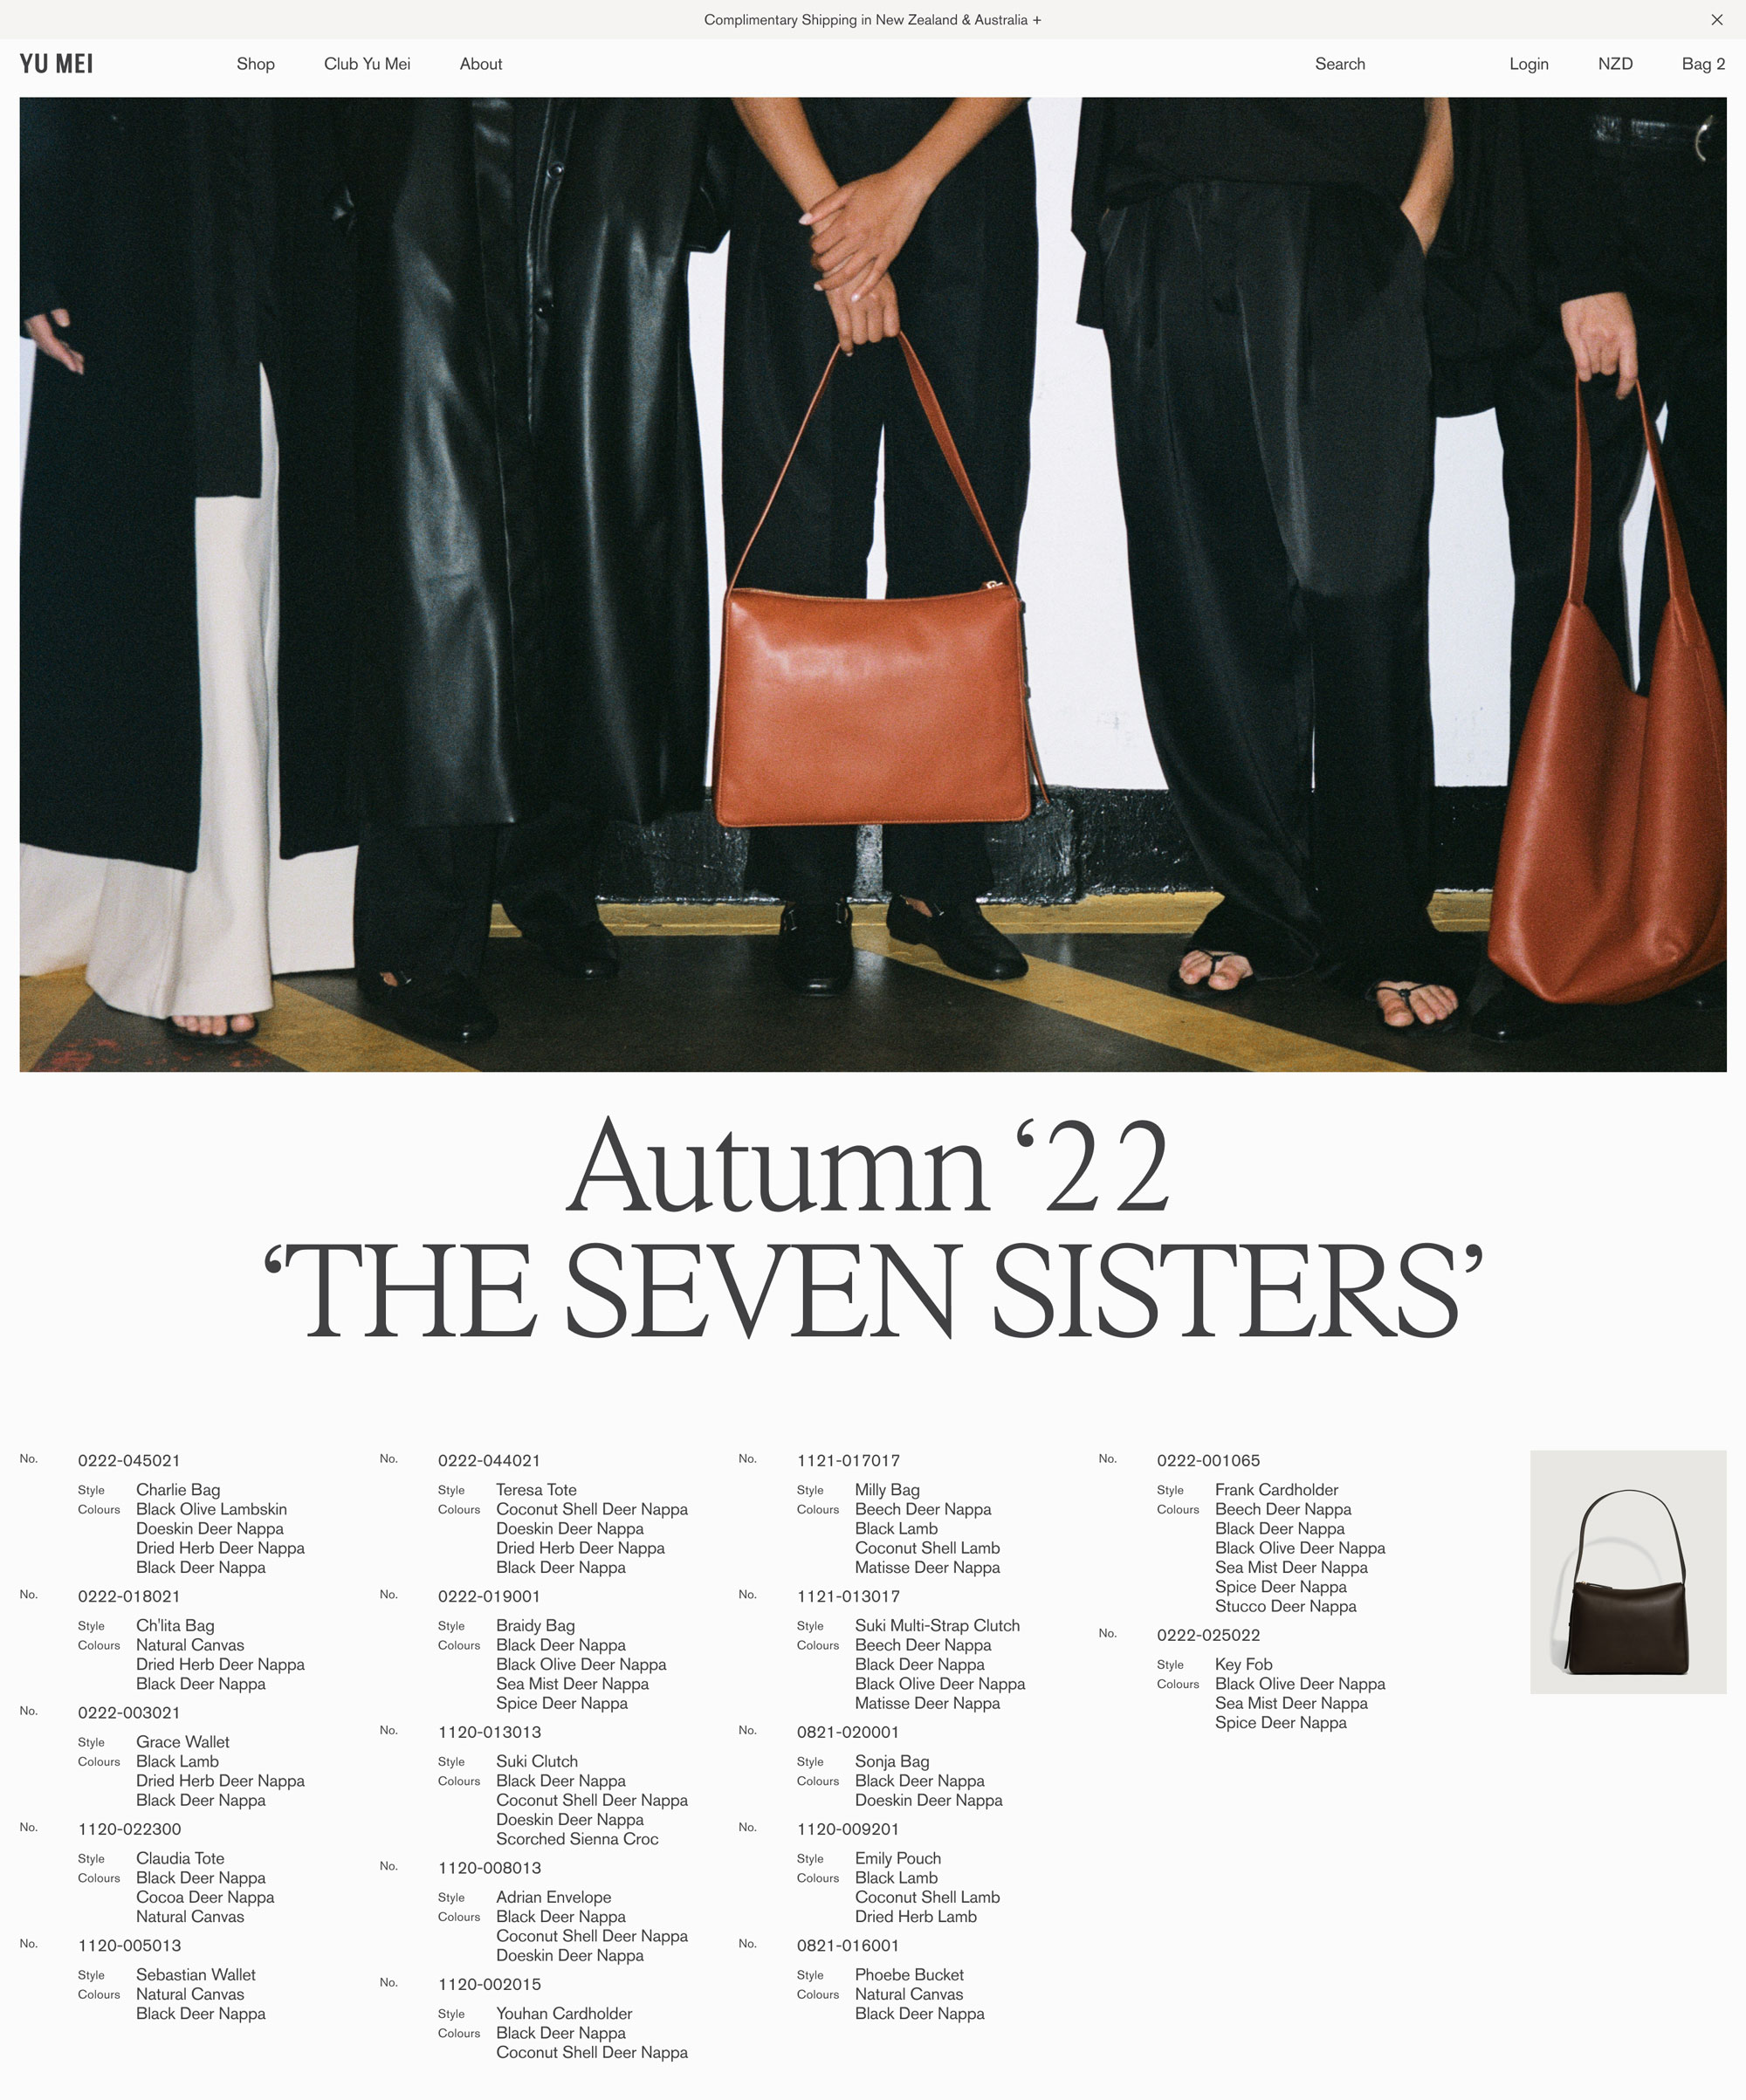 Complimentary Shipping in New Zealand & Australia +
YU MEI
Shop
Club Yu Mei
About
Search
Login
NZD
Bag 2
Autumn ‘22
‘THE SEVEN SISTERS’
No. 0222-045021
Style Charlie Bag
Colours Black Olive Lambskin
Doeskin Deer Nappa
Dried Herb Deer Nappa
Black Deer Nappa
No. 0222-018021
Style Ch'lita Bag
Colours Natural Canvas
Dried Herb Deer Nappa
Black Deer Nappa
No. 0222-003021
Style Grace Wallet
Colours Black Lamb
Dried Herb Deer Nappa
Black Deer Nappa
No. 1120-022300
Style Claudia Tote
Colours Black Deer Nappa
Cocoa Deer Nappa
Natural Canvas
No. 1120-005013
Style Sebastian Wallet
Colours Natural Canvas
Black Deer Nappa
No. 0222-044021
Style Teresa Tote
Colours Coconut Shell Deer Nappa
Doeskin Deer Nappa
Dried Herb Deer Nappa
Black Deer Nappa
No. 0222-019001
Style Braidy Bag
Colours Black Deer Nappa
Black Olive Deer Nappa
Sea Mist Deer Nappa
Spice Deer Nappa
No. 1120-013013
Style Suki Clutch
Colours Black Deer Nappa
Coconut Shell Deer Nappa
Doeskin Deer Nappa
Scorched Sienna Croc
No. 1120-008013
Style Adrian Envelope
Colours Black Deer Nappa
Coconut Shell Deer Nappa
Doeskin Deer Nappa
No. 1120-002015
Style Youhan Cardholder
Colours Black Deer Nappa
Coconut Shell Deer Nappa
No. 1121-017017
Style Milly Bag
Colours Beech Deer Nappa
Black Lamb
Coconut Shell Lamb
Matisse Deer Nappa
No. 1121-013017
Style Suki Multi-Strap Clutch
Colours Beech Deer Nappa
Black Deer Nappa
Black Olive Deer Nappa
Matisse Deer Nappa
No. 0821-020001
Style Sonja Bag
Colours Black Deer Nappa
Doeskin Deer Nappa
No. 1120-009201
Style Emily Pouch
Colours Black Lamb
Coconut Shell Lamb
Dried Herb Lamb
No. 0821-016001
Style Phoebe Bucket
Colours Natural Canvas
Black Deer Nappa
No. 0222-001065
Style Frank Cardholder
Colours Beech Deer Nappa
Black Deer Nappa
Black Olive Deer Nappa
Sea Mist Deer Nappa
Spice Deer Nappa
Stucco Deer Nappa
No. 0222-025022
Style Key Fob
Colours Black Olive Deer Nappa
Sea Mist Deer Nappa
Spice Deer Nappa